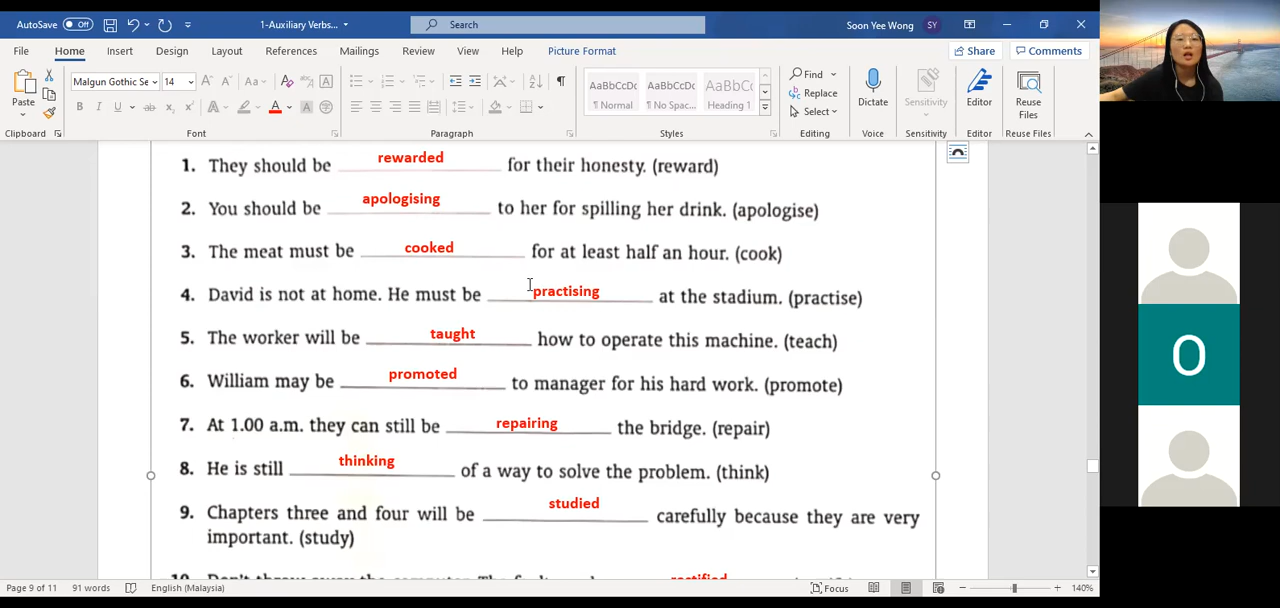 AutoSave Off 1-Auxiliary Verbs... Search Soon Yee Wong SY
File Home Insert Design Layout References Mailings Review View Help Picture Format Share Comments
Paste Malgun Gothic Se 14 AaBbCcDc AaBbCcDc AaBbCc Find Replace Select Dictate Sensitivity Editor Reuse Files
¶ Normal ¶ No Spac... Heading 1
Clipboard Font Paragraph Styles Editing Voice Sensitivity Editor Reuse Files
1. They should be rewarded for their honesty. (reward)
2. You should be apologising to her for spilling her drink. (apologise)
3. The meat must be cooked for at least half an hour. (cook)
4. David is not at home. He must be practising at the stadium. (practise)
5. The worker will be taught how to operate this machine. (teach)
6. William may be promoted to manager for his hard work. (promote)
7. At 1.00 a.m. they can still be repairing the bridge. (repair)
8. He is still thinking of a way to solve the problem. (think)
9. Chapters three and four will be studied carefully because they are very
important. (study)
O
Page 9 of 11 91 words English (Malaysia) Focus 140%